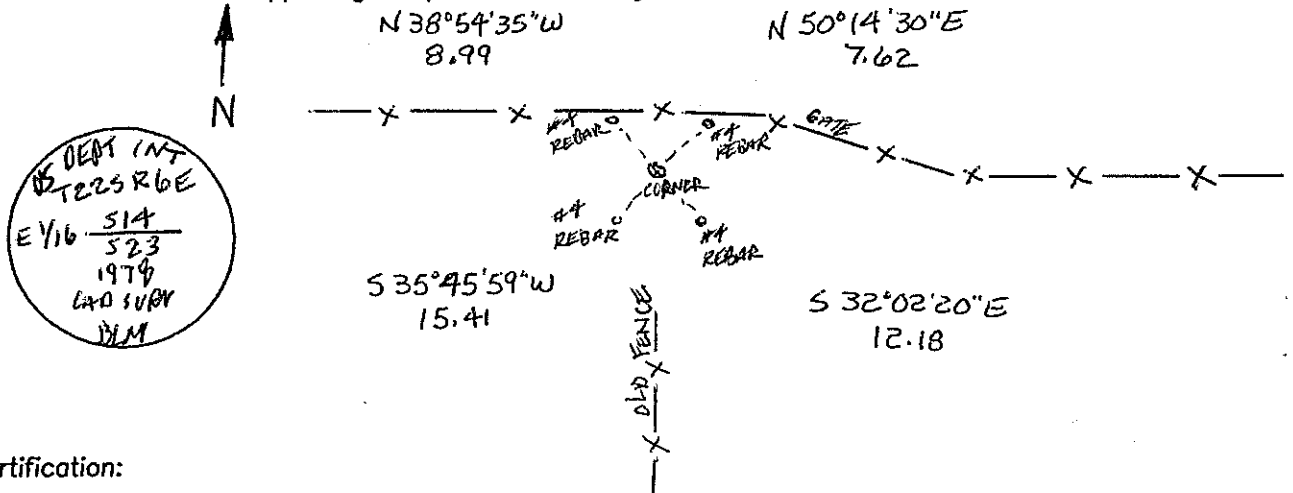 N 38°54'35"W
8.99
N 50°14'30"E
7.62
N
GATE
#4
REBAR
#4
REBAR
CORNER
#4
REBAR
#4
REBAR
US DEPT INT
T22S R6E
E 1/16 S14
S23
1978
CAD SURV
BLM
S 35°45'59"W
15.41
S 32°02'20"E
12.18
OLD FENCE
rtification: